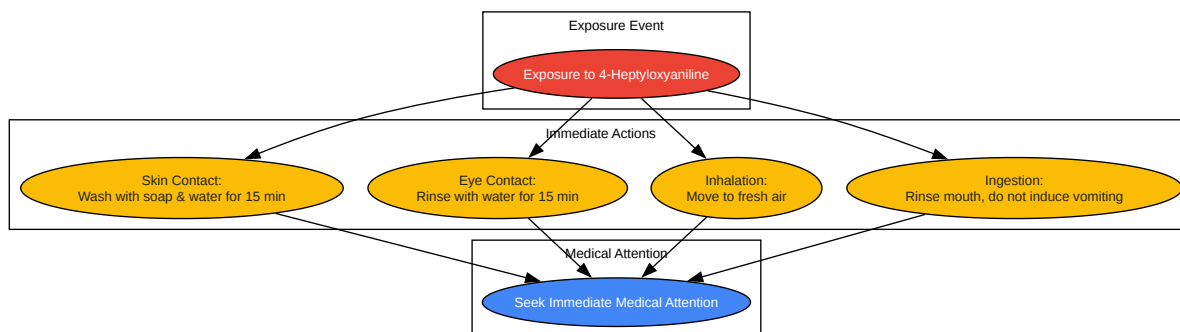 Exposure Event
Exposure to 4-Heptyloxyaniline
Immediate Actions
Skin Contact:
Wash with soap & water for 15 min
Eye Contact:
Rinse with water for 15 min
Inhalation:
Move to fresh air
Ingestion:
Rinse mouth, do not induce vomiting
Medical Attention
Seek Immediate Medical Attention